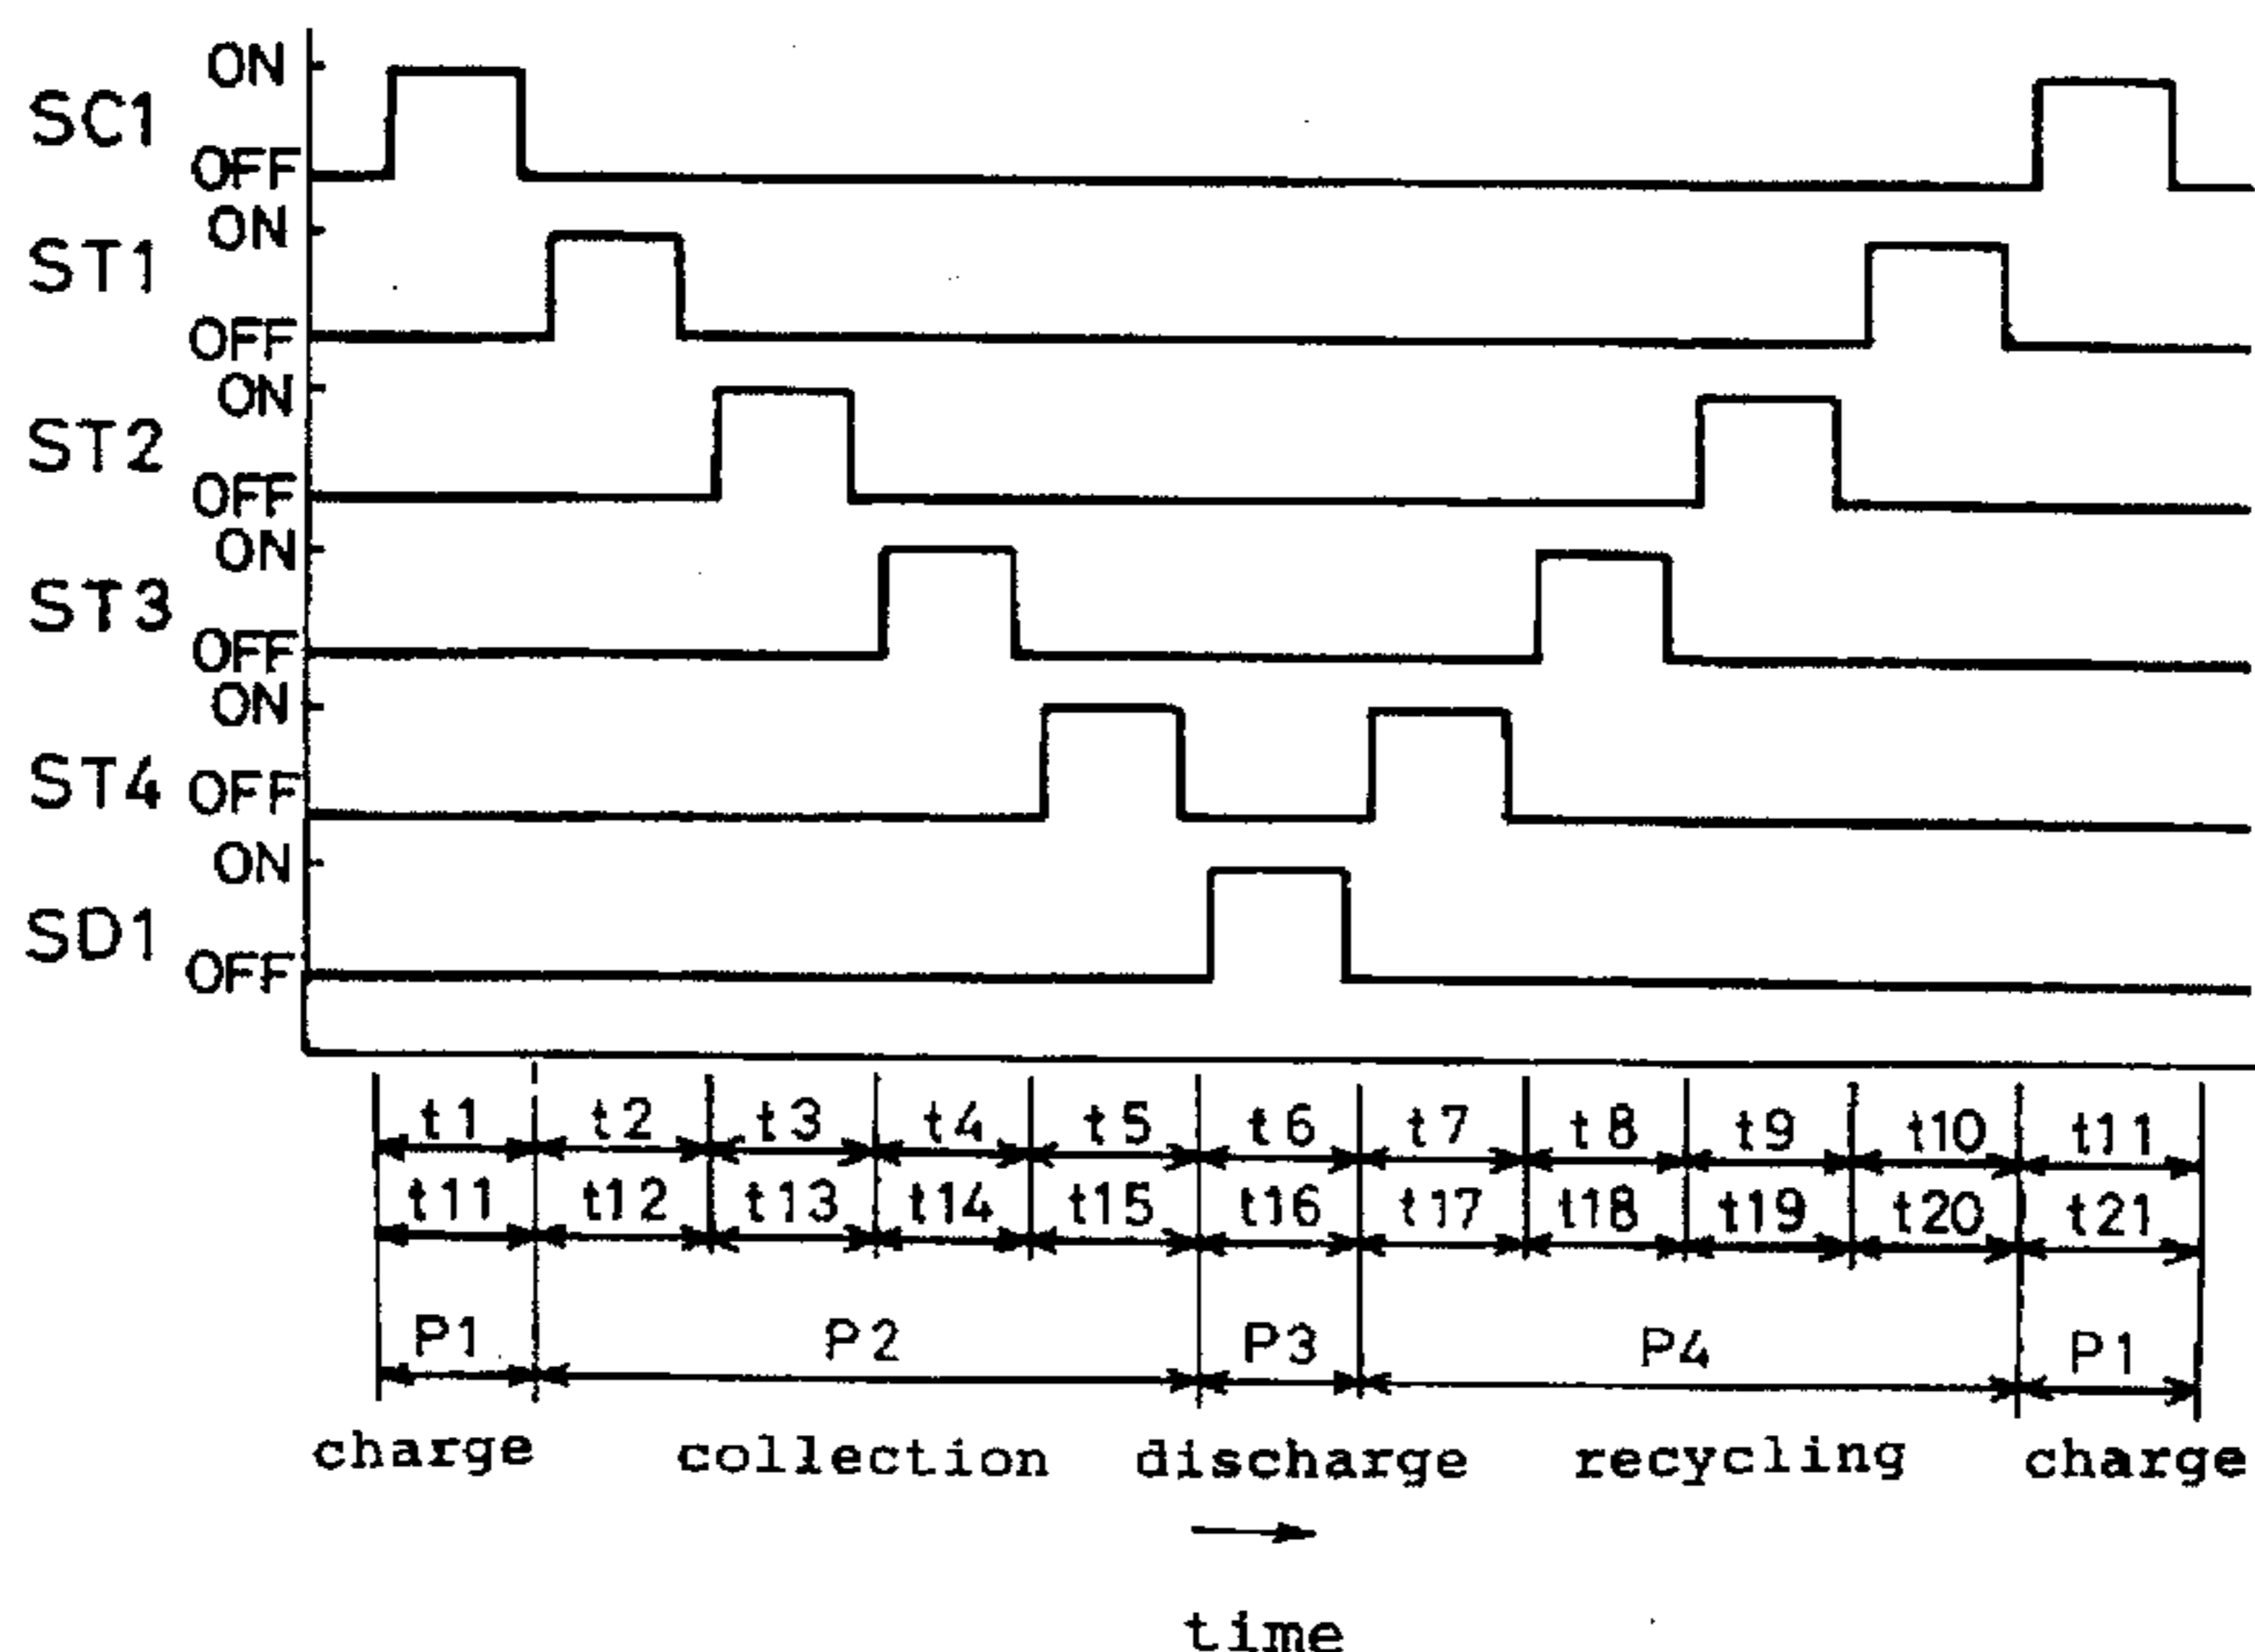 ON
SC1
OFF
ON
ST1
OFF
ON
ST2
OFF
ON
ST3
OFF
ON
ST4 OFF
ON
SD1
OFF
t1 t2 t3 t4 t5 t6 t7 t8 t9 t10 t11
t11 t12 t13 t14 t15 t16 t17 t18 t19 t20 t21
P1 P2 P3 P4 P1
charge collection discharge recycling charge
time